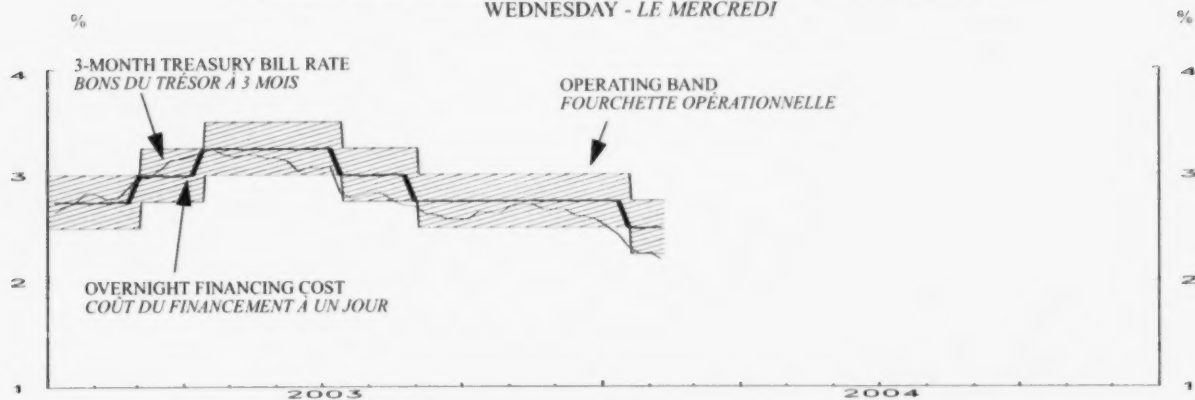 WEDNESDAY - LE MERCREDI
% %
4 4
3-MONTH TREASURY BILL RATE
BONS DU TRÉSOR À 3 MOIS
OPERATING BAND
FOURCHETTE OPÉRATIONNELLE
3 3
OVERNIGHT FINANCING COST
COÛT DU FINANCEMENT À UN JOUR
2 2
1 1
2003 2004